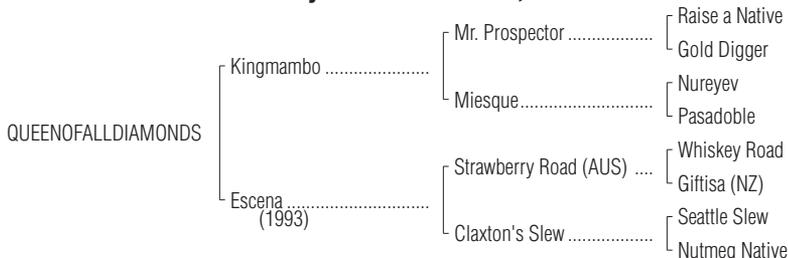 Raise a Native
Mr. Prospector ..................
Gold Digger
Kingmambo ......................
Nureyev
Miesque............................
Pasadoble
QUEENOFALLDIAMONDS
Whiskey Road
Strawberry Road (AUS) ....
Giftisa (NZ)
Escena ..............................
(1993)
Seattle Slew
Claxton's Slew ..................
Nutmeg Native